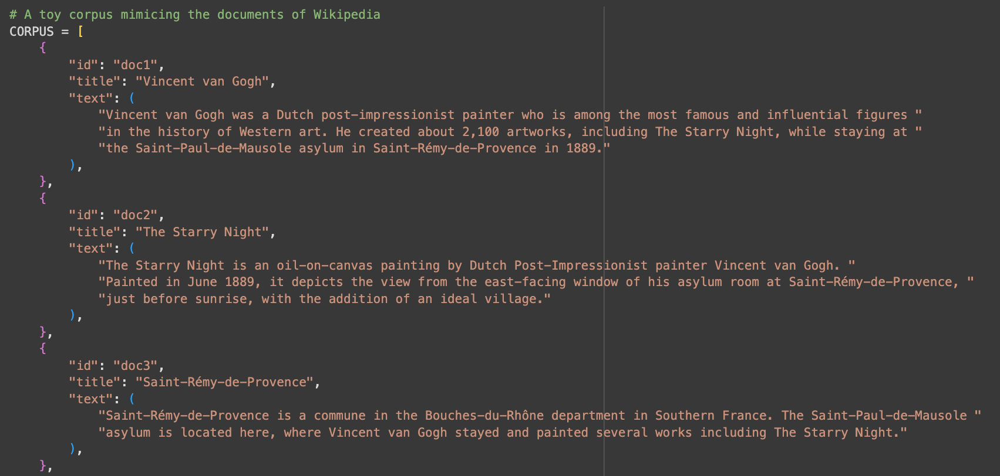 # A toy corpus mimicing the documents of Wikipedia
CORPUS = [
    {
        "id": "doc1",
        "title": "Vincent van Gogh",
        "text": (
            "Vincent van Gogh was a Dutch post-impressionist painter who is among the most famous and influential figures "
            "in the history of Western art. He created about 2,100 artworks, including The Starry Night, while staying at "
            "the Saint-Paul-de-Mausole asylum in Saint-Rémy-de-Provence in 1889."
        ),
    },
    {
        "id": "doc2",
        "title": "The Starry Night",
        "text": (
            "The Starry Night is an oil-on-canvas painting by Dutch Post-Impressionist painter Vincent van Gogh. "
            "Painted in June 1889, it depicts the view from the east-facing window of his asylum room at Saint-Rémy-de-Provence, "
            "just before sunrise, with the addition of an ideal village."
        ),
    },
    {
        "id": "doc3",
        "title": "Saint-Rémy-de-Provence",
        "text": (
            "Saint-Rémy-de-Provence is a commune in the Bouches-du-Rhône department in Southern France. The Saint-Paul-de-Mausole "
            "asylum is located here, where Vincent van Gogh stayed and painted several works including The Starry Night."
        ),
    },